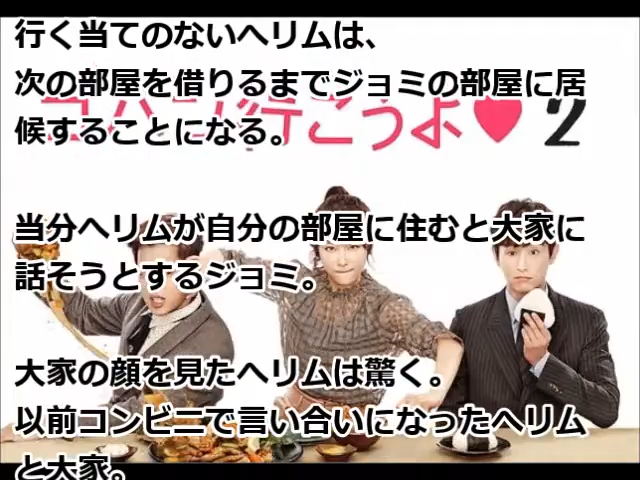 行く当てのないヘリムは、
次の部屋を借りるまでジョミの部屋に居
候することになる。
行こうよ♥2
当分ヘリムが自分の部屋に住むと大家に
話そうとするジョミ。
大家の顔を見たヘリムは驚く。
以前コンビニで言い合いになったヘリム
と大家。